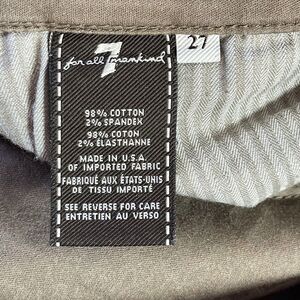 7
for all mankind
27
98% COTTON
2% SPANDEX
98% COTON
2% ÉLASTHANNE
MADE IN U.S.A.
OF IMPORTED FABRIC
FABRIQUÉ AUX ÉTATS-UNIS
DE TISSU IMPORTÉ
SEE REVERSE FOR CARE
ENTRETIEN AU VERSO